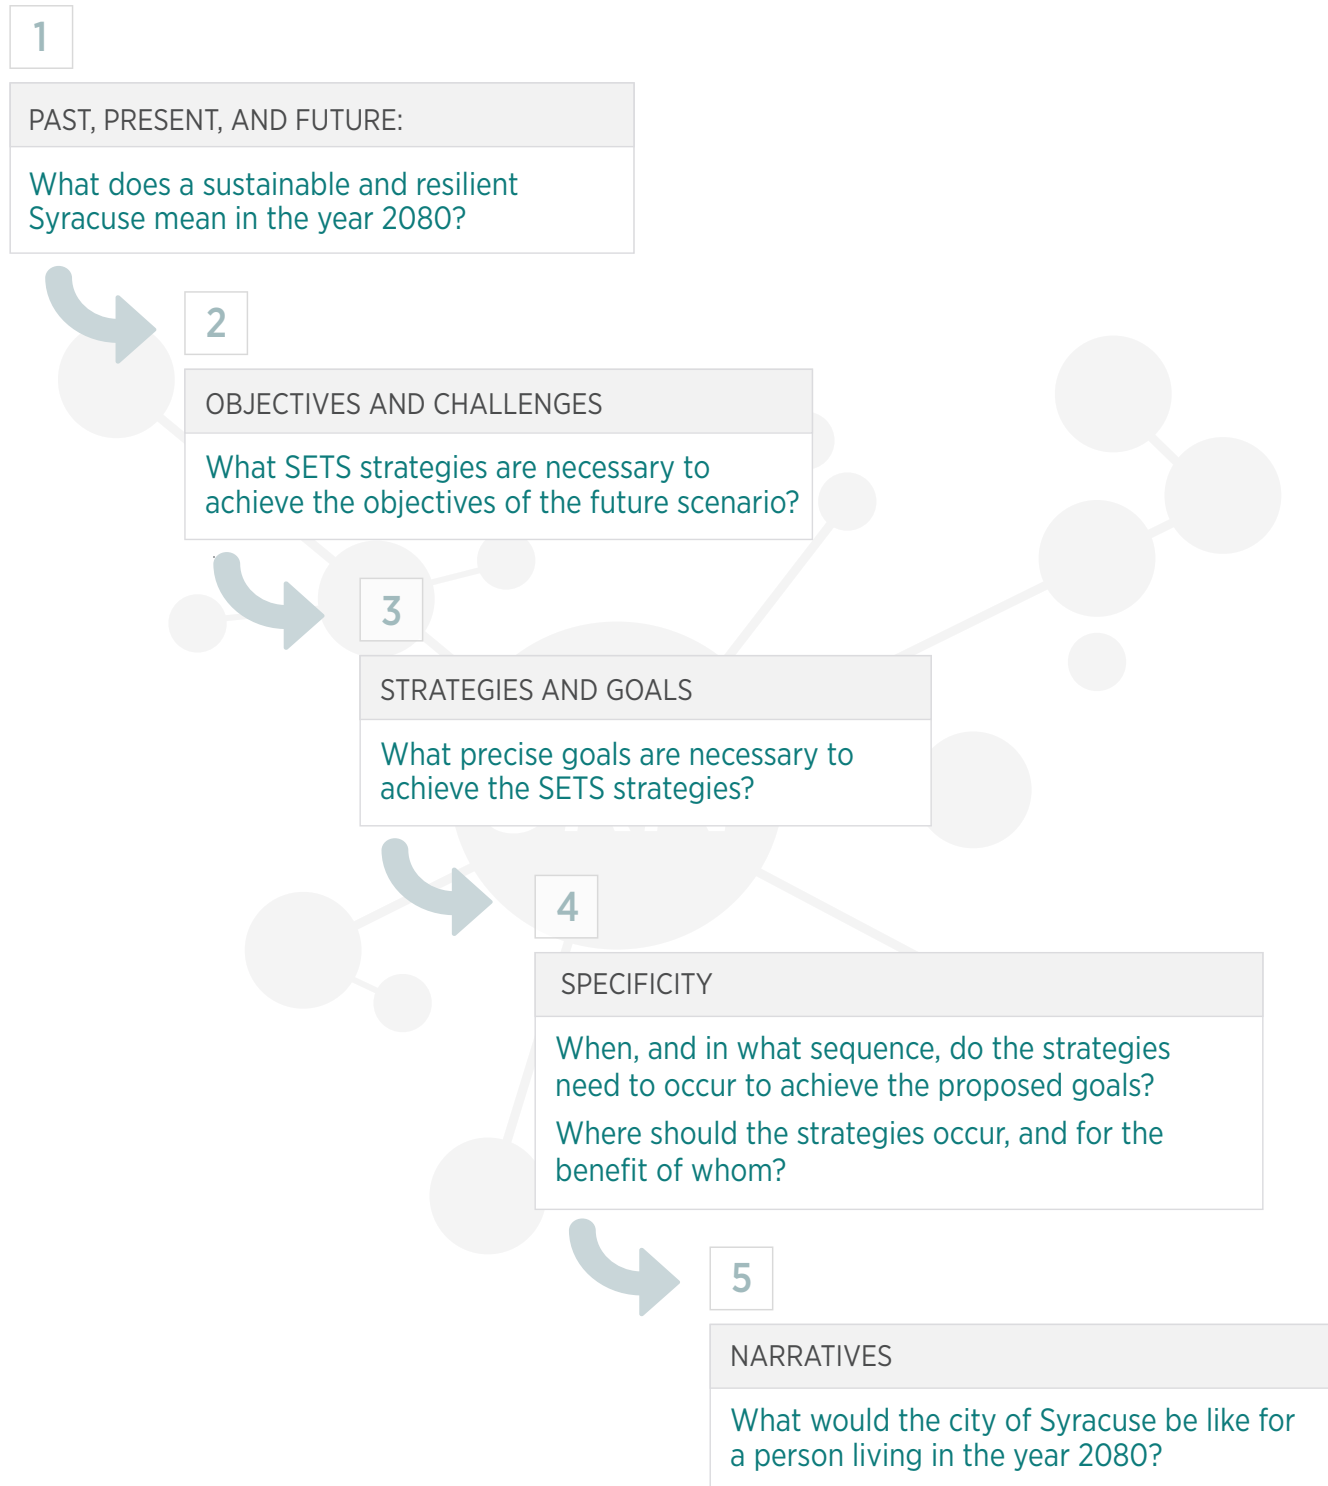 1
PAST, PRESENT, AND FUTURE:
What does a sustainable and resilient
Syracuse mean in the year 2080?
2
OBJECTIVES AND CHALLENGES
What SETS strategies are necessary to
achieve the objectives of the future scenario?
3
STRATEGIES AND GOALS
What precise goals are necessary to
achieve the SETS strategies?
4
SPECIFICITY
When, and in what sequence, do the strategies
need to occur to achieve the proposed goals?
Where should the strategies occur, and for the
benefit of whom?
5
NARRATIVES
What would the city of Syracuse be like for
a person living in the year 2080?